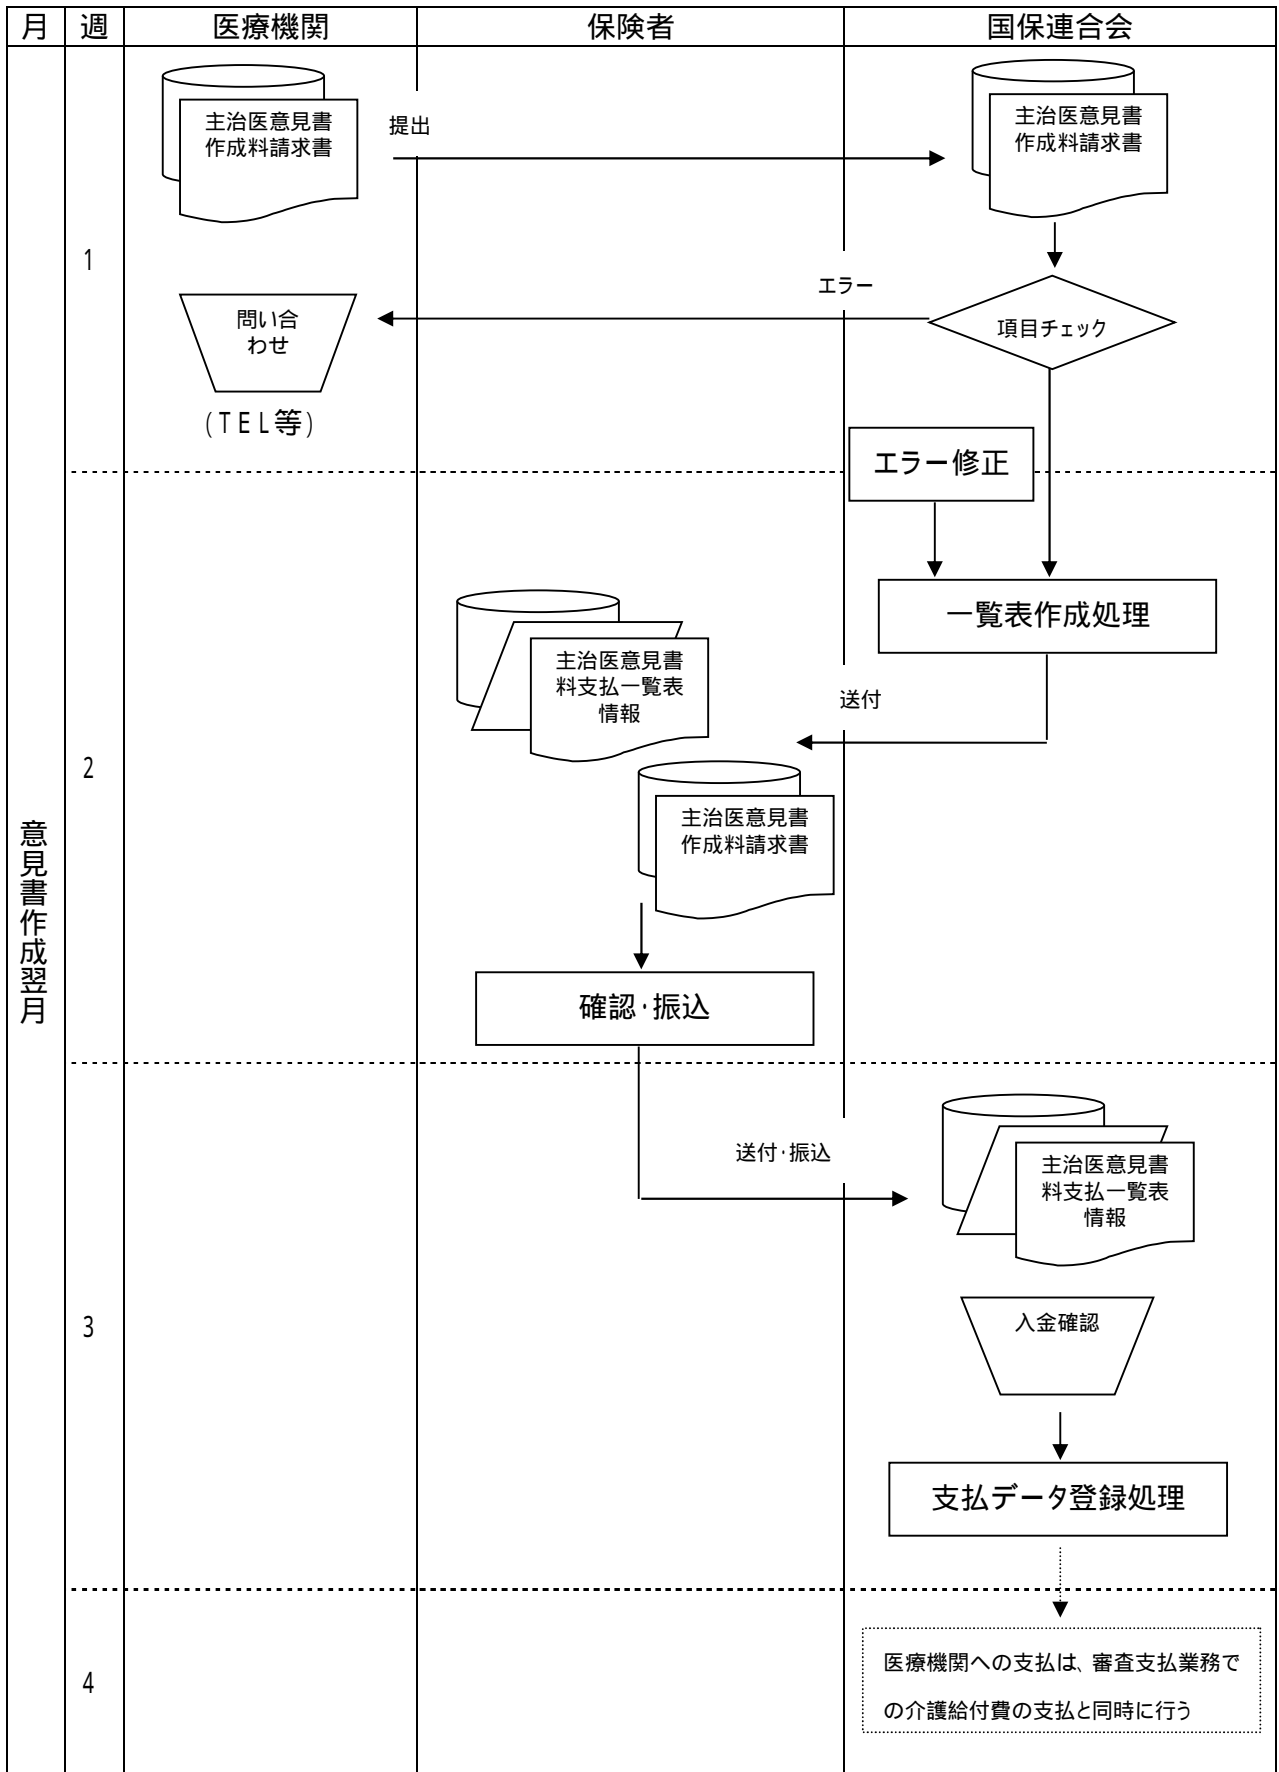 月
週
医療機関
保険者
国保連合会
主治医意見書
作成料請求書
提出
主治医意見書
作成料請求書
1
エラー
項目チェック
問い合
わせ
(TEL等)
エラー修正
一覧表作成処理
主治医意見書
料支払一覧表
情報
送付
2
主治医意見書
作成料請求書
意見書作成翌月
確認・振込
送付・振込
主治医意見書
料支払一覧表
情報
3
入金確認
支払データ登録処理
4
医療機関への支払は、審査支払業務で
の介護給付費の支払と同時に行う